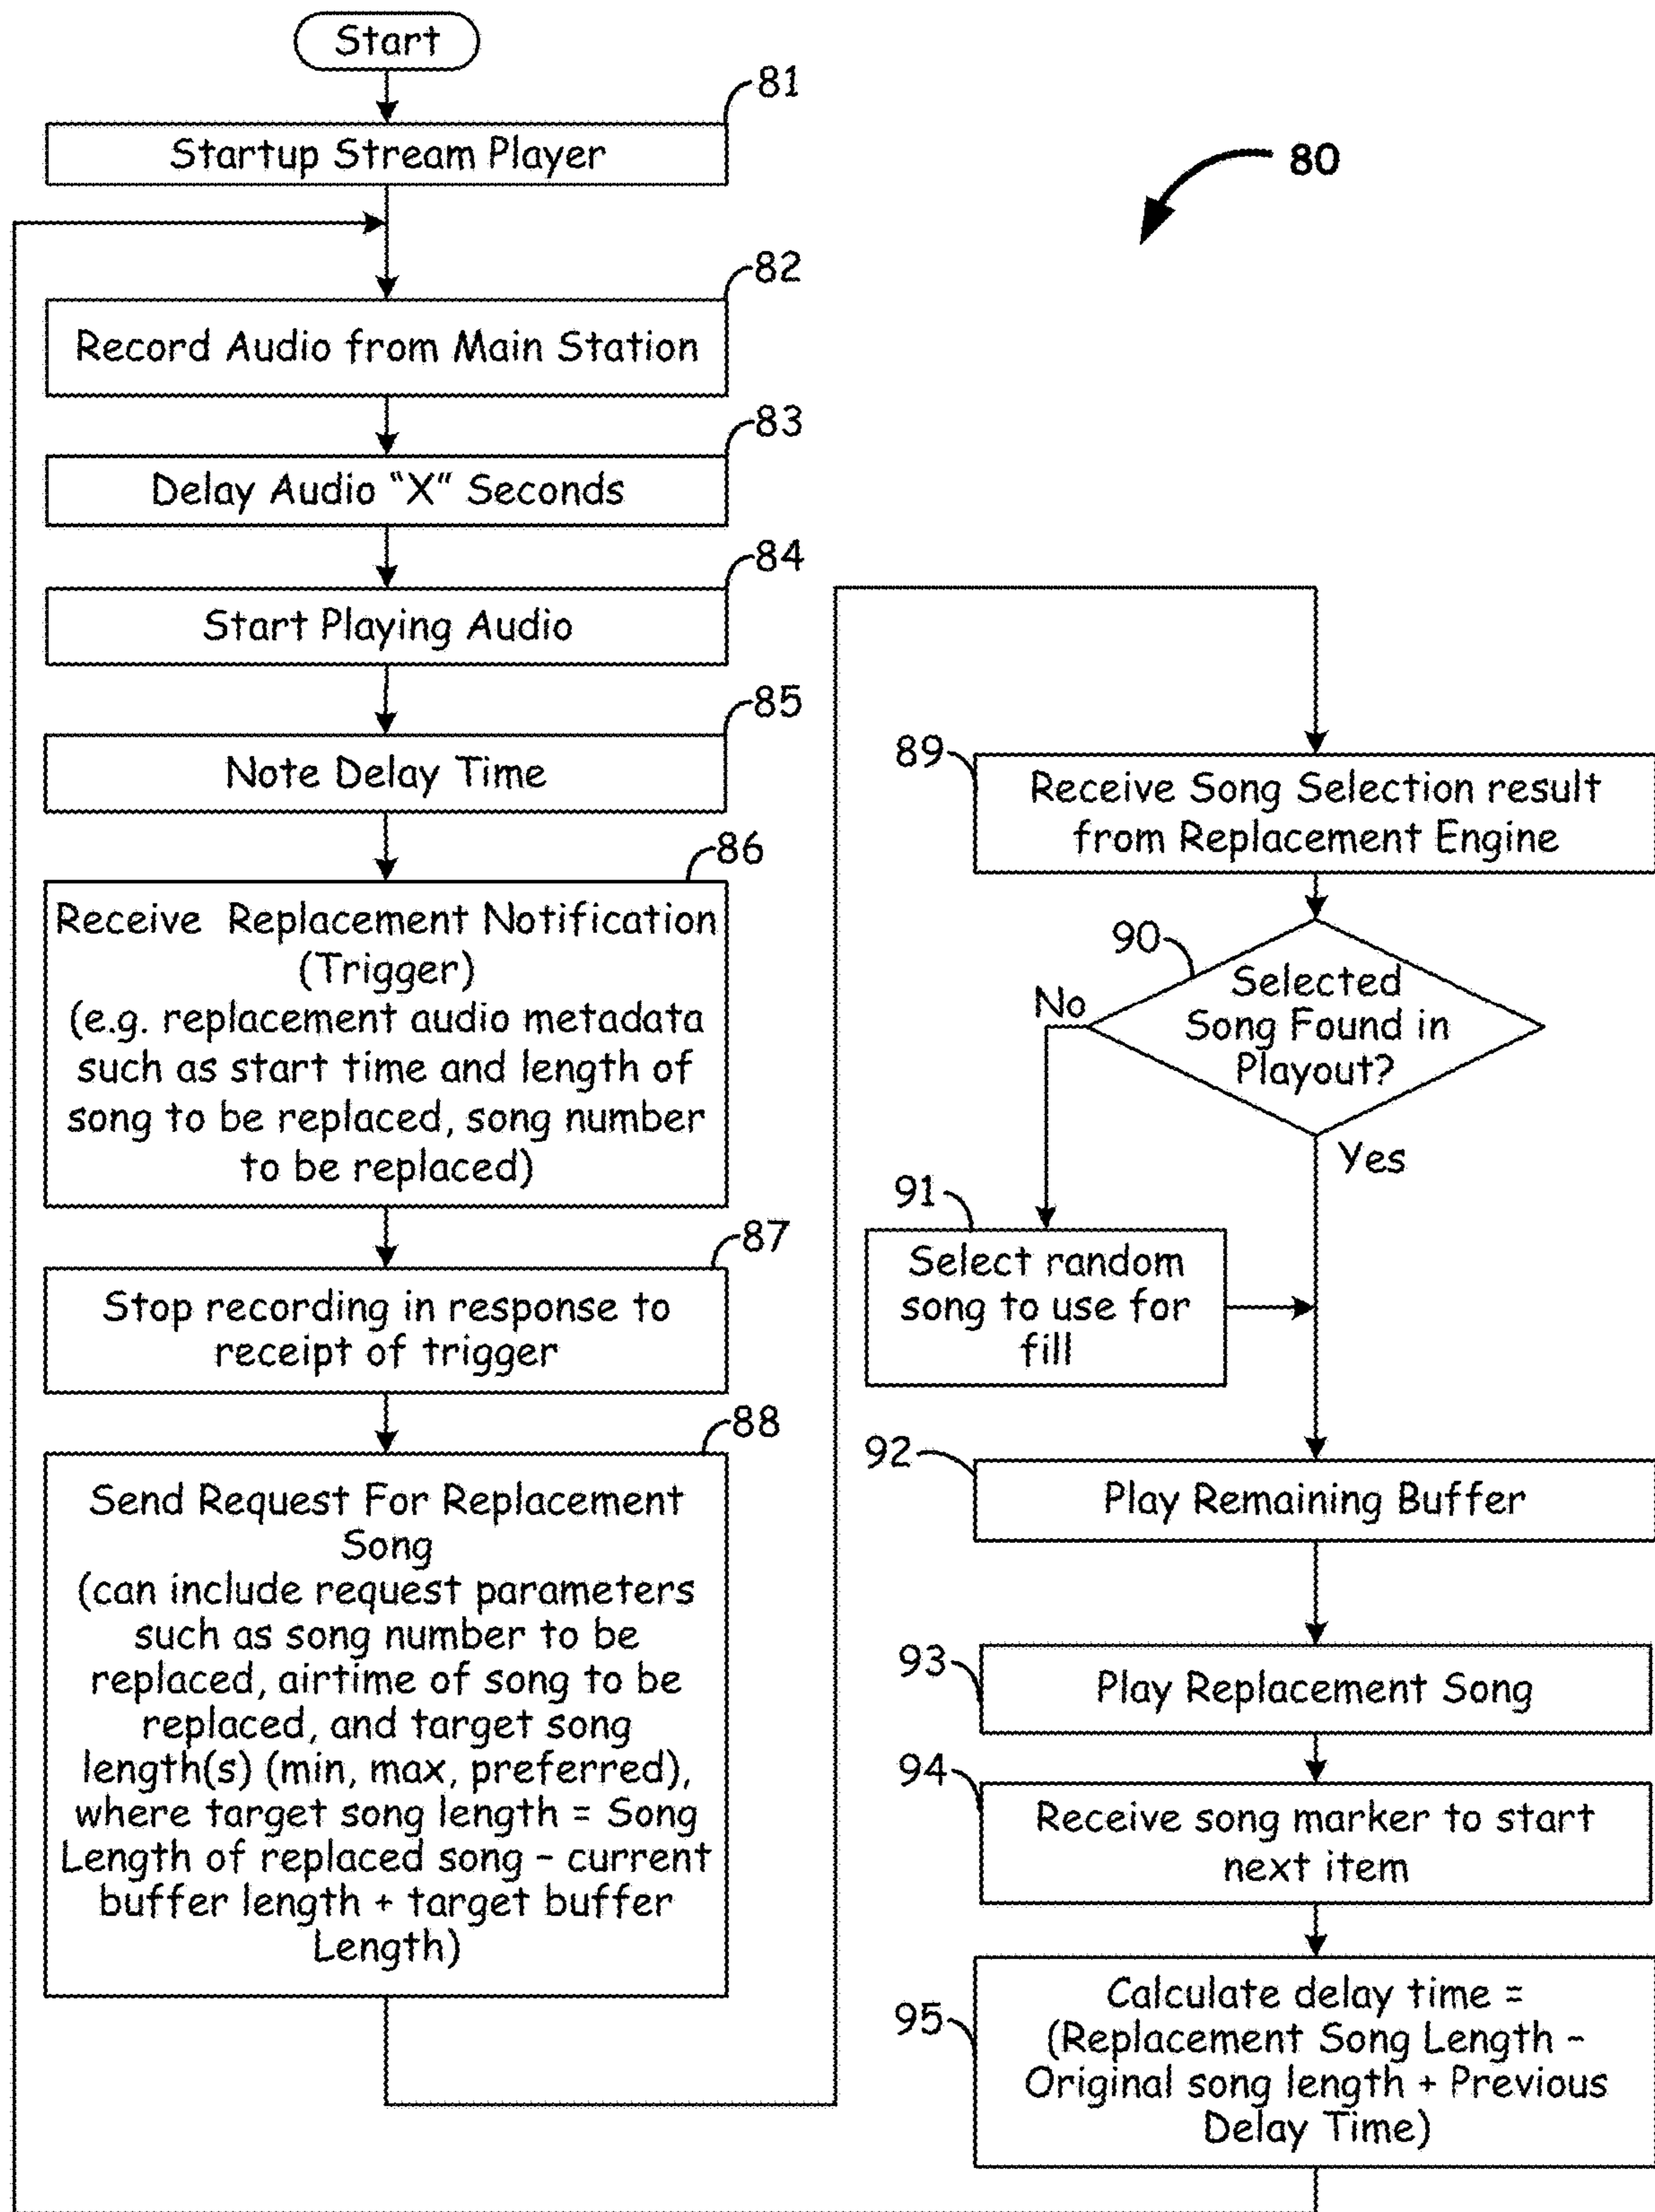 Start
81
Startup Stream Player
80
82
Record Audio from Main Station
83
Delay Audio “X” Seconds
84
Start Playing Audio
85
Note Delay Time
86
Receive Replacement Notification
(Trigger)
(e.g. replacement audio metadata
such as start time and length of
song to be replaced, song number
to be replaced)
87
Stop recording in response to
receipt of trigger
88
Send Request For Replacement
Song
(can include request parameters
such as song number to be
replaced, airtime of song to be
replaced, and target song
length(s) (min, max, preferred),
where target song length = Song
Length of replaced song – current
buffer length + target buffer
Length)
89
Receive Song Selection result
from Replacement Engine
90
Selected
Song Found in
Playout?
No
Yes
91
Select random
song to use for
fill
92
Play Remaining Buffer
93
Play Replacement Song
94
Receive song marker to start
next item
95
Calculate delay time =
(Replacement Song Length –
Original song length + Previous
Delay Time)